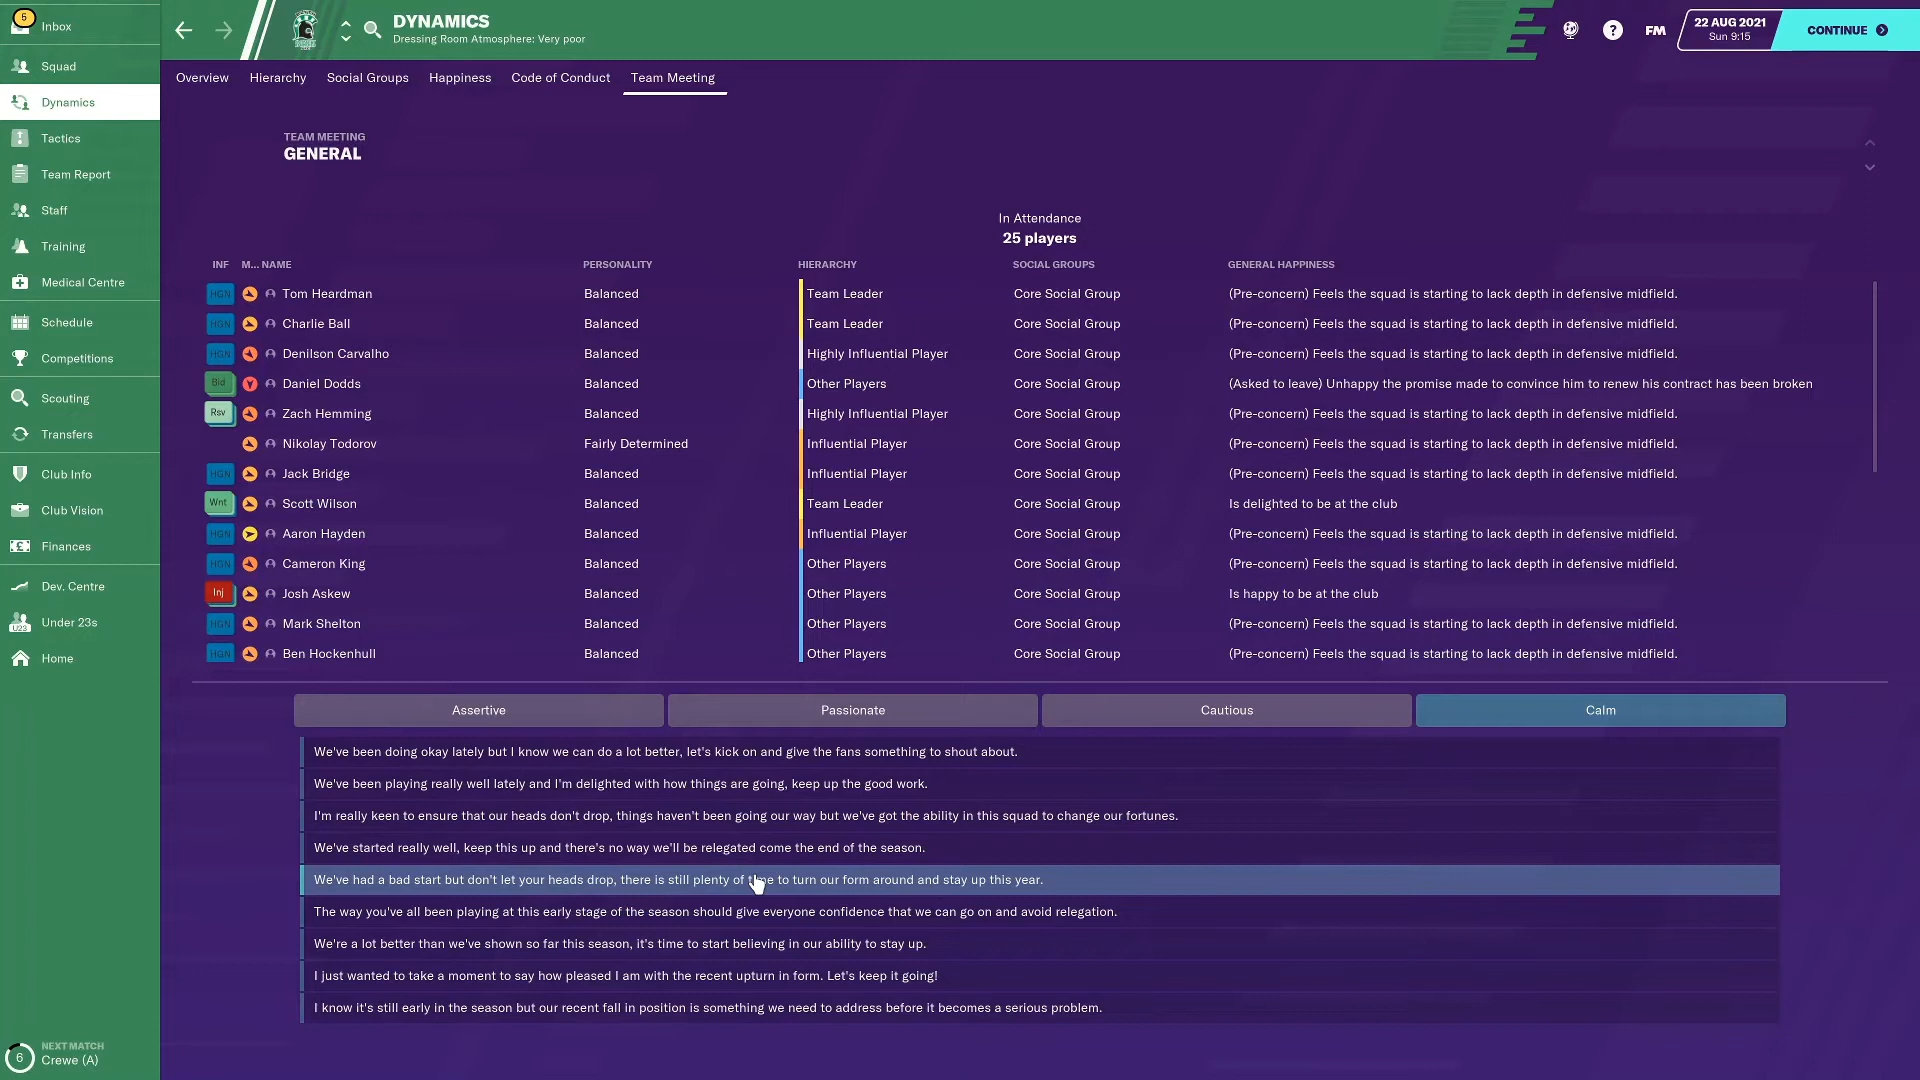 5
Inbox
Squad
Dynamics
Tactics
Team Report
Staff
Training
Medical Centre
Schedule
Competitions
Scouting
Transfers
Club Info
Club Vision
Finances
Dev. Centre
U23 Under 23s
Home
6 NEXT MATCH
Crewe (A)
DYNAMICS
Dressing Room Atmosphere: Very poor
? FM 22 AUG 2021 CONTINUE
Sun 9:15
Overview Hierarchy Social Groups Happiness Code of Conduct Team Meeting
TEAM MEETING
GENERAL
In Attendance
25 players
INF M... NAME PERSONALITY HIERARCHY SOCIAL GROUPS GENERAL HAPPINESS
HGN Tom Heardman Balanced Team Leader Core Social Group (Pre-concern) Feels the squad is starting to lack depth in defensive midfield.
HGN Charlie Ball Balanced Team Leader Core Social Group (Pre-concern) Feels the squad is starting to lack depth in defensive midfield.
HGN Denilson Carvalho Balanced Highly Influential Player Core Social Group (Pre-concern) Feels the squad is starting to lack depth in defensive midfield.
Bid Daniel Dodds Balanced Other Players Core Social Group (Asked to leave) Unhappy the promise made to convince him to renew his contract has been broken
Rsv Zach Hemming Balanced Highly Influential Player Core Social Group (Pre-concern) Feels the squad is starting to lack depth in defensive midfield.
Nikolay Todorov Fairly Determined Influential Player Core Social Group (Pre-concern) Feels the squad is starting to lack depth in defensive midfield.
HGN Jack Bridge Balanced Influential Player Core Social Group (Pre-concern) Feels the squad is starting to lack depth in defensive midfield.
Wnt Scott Wilson Balanced Team Leader Core Social Group Is delighted to be at the club
HGN Aaron Hayden Balanced Influential Player Core Social Group (Pre-concern) Feels the squad is starting to lack depth in defensive midfield.
HGN Cameron King Balanced Other Players Core Social Group (Pre-concern) Feels the squad is starting to lack depth in defensive midfield.
Inj Josh Askew Balanced Other Players Core Social Group Is happy to be at the club
HGN Mark Shelton Balanced Other Players Core Social Group (Pre-concern) Feels the squad is starting to lack depth in defensive midfield.
HGN Ben Hockenhull Balanced Other Players Core Social Group (Pre-concern) Feels the squad is starting to lack depth in defensive midfield.
Assertive Passionate Cautious Calm
We've been doing okay lately but I know we can do a lot better, let's kick on and give the fans something to shout about.
We've been playing really well lately and I'm delighted with how things are going, keep up the good work.
I'm really keen to ensure that our heads don't drop, things haven't been going our way but we've got the ability in this squad to change our fortunes.
We've started really well, keep this up and there's no way we'll be relegated come the end of the season.
We've had a bad start but don't let your heads drop, there is still plenty of time to turn our form around and stay up this year.
The way you've all been playing at this early stage of the season should give everyone confidence that we can go on and avoid relegation.
We're a lot better than we've shown so far this season, it's time to start believing in our ability to stay up.
I just wanted to take a moment to say how pleased I am with the recent upturn in form. Let's keep it going!
I know it's still early in the season but our recent fall in position is something we need to address before it becomes a serious problem.